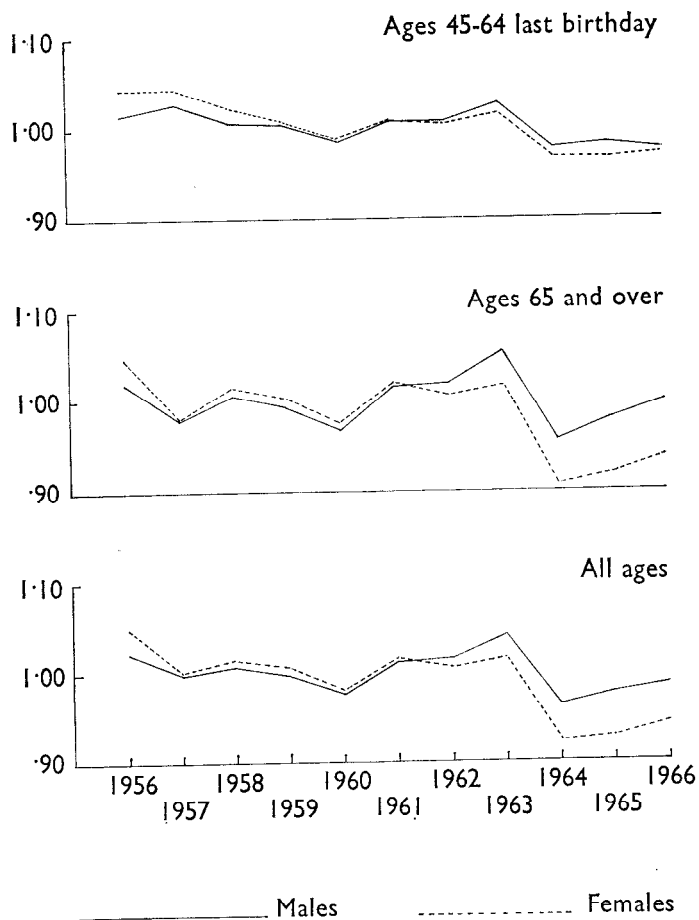 Ages 45-64 last birthday
1·10
1·00
·90
Ages 65 and over
1·10
1·00
·90
All ages
1·10
1·00
·90
1956 1958 1960 1962 1964 1966
1957 1959 1961 1963 1965
Males Females